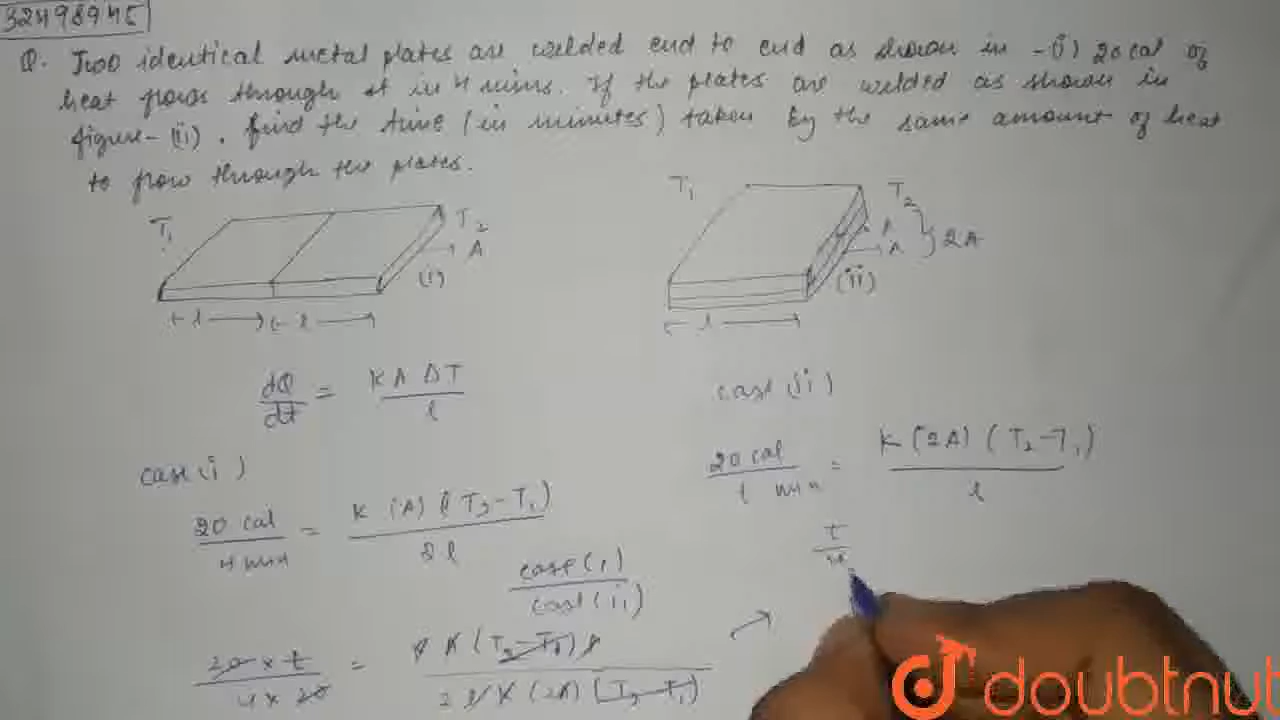 32498945
Q. Two identical metal plates are welded end to end as shown in -(i) 20 cal of
heat flows through it in 4 mins. If the plates are welded as shown in
figure-(ii), find the time (in minutes) taken by the same amount of heat
to flow through the plates.
T₁ T₂ A (i)
l l
T₁ T₂ A A } 2A (ii)
l
dQ/dt = KAΔT/l
case (i)
20 cal/4 min = K (A) (T₂-T₁)/2l
case (ii)
20 cal/t min = K (2A) (T₂-T₁)/l
case (i)/case (ii)
20 × t/4 × 20 = A K (T₂-T₁) l/2 l K (2A) (T₂-T₁)
t/4
doubtnut